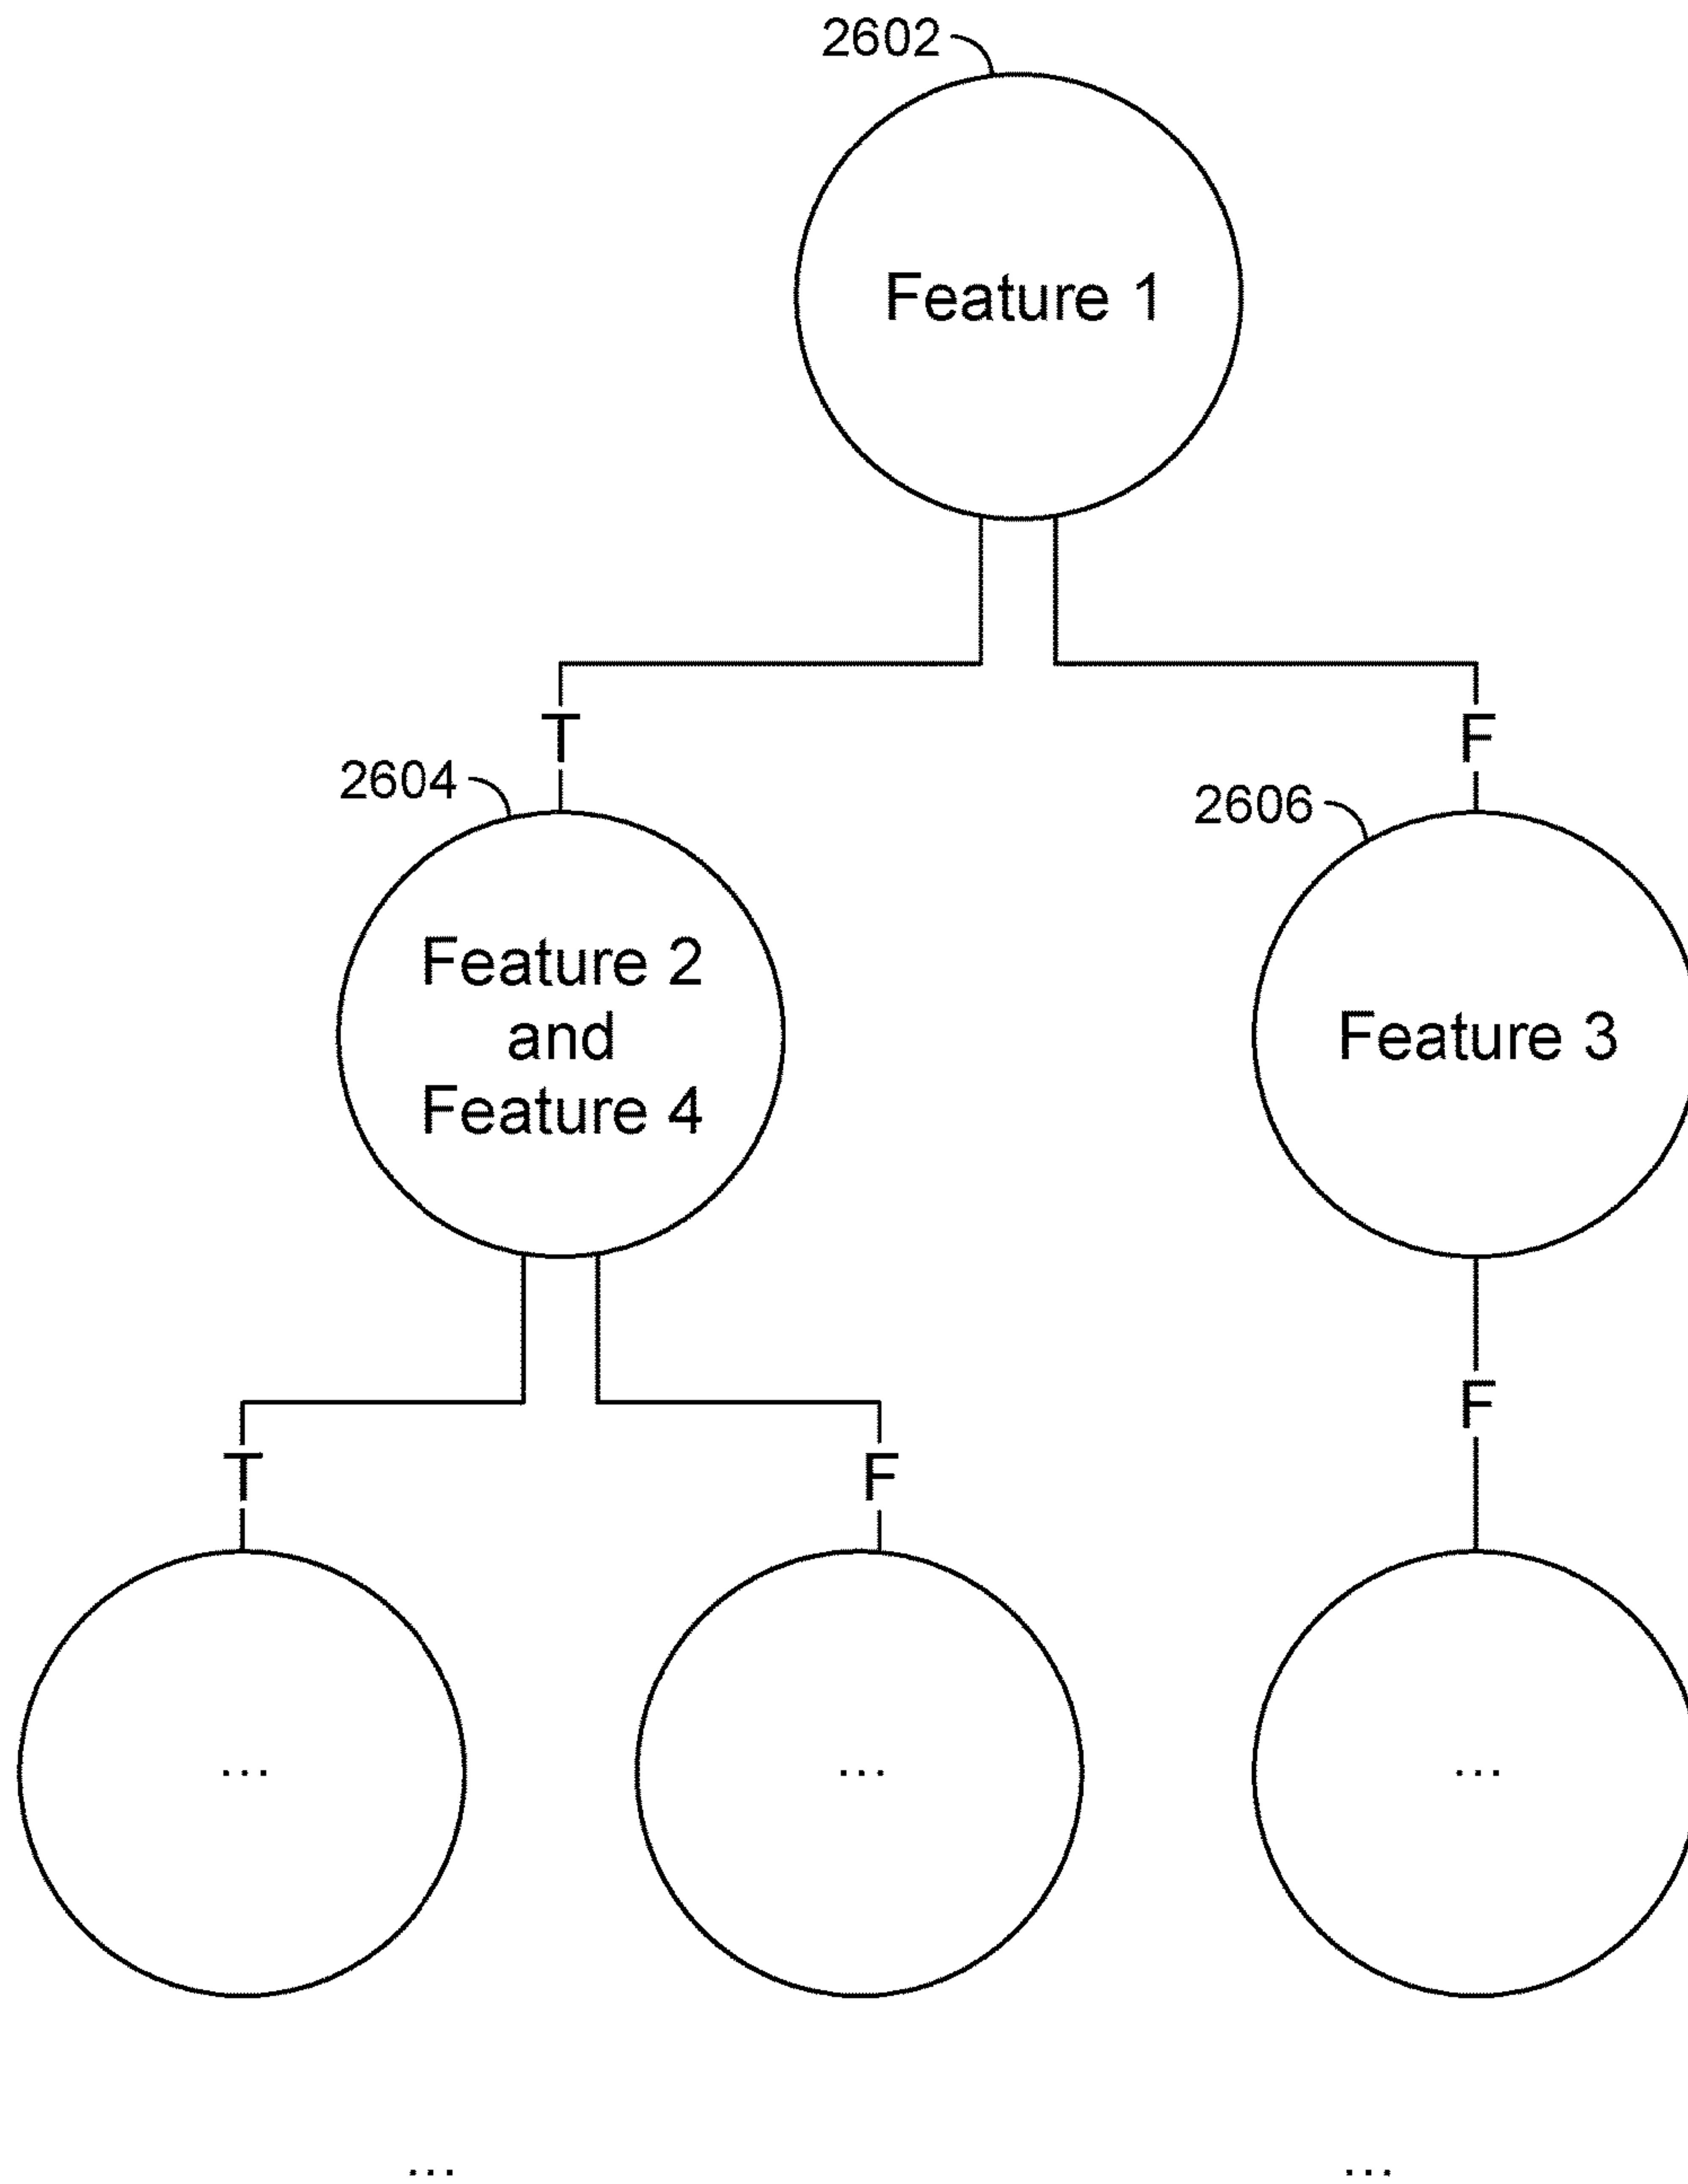 2602
Feature 1
T
F
2604
2606
Feature 2
and
Feature 4
Feature 3
T
F
F
...
...
...
...
...